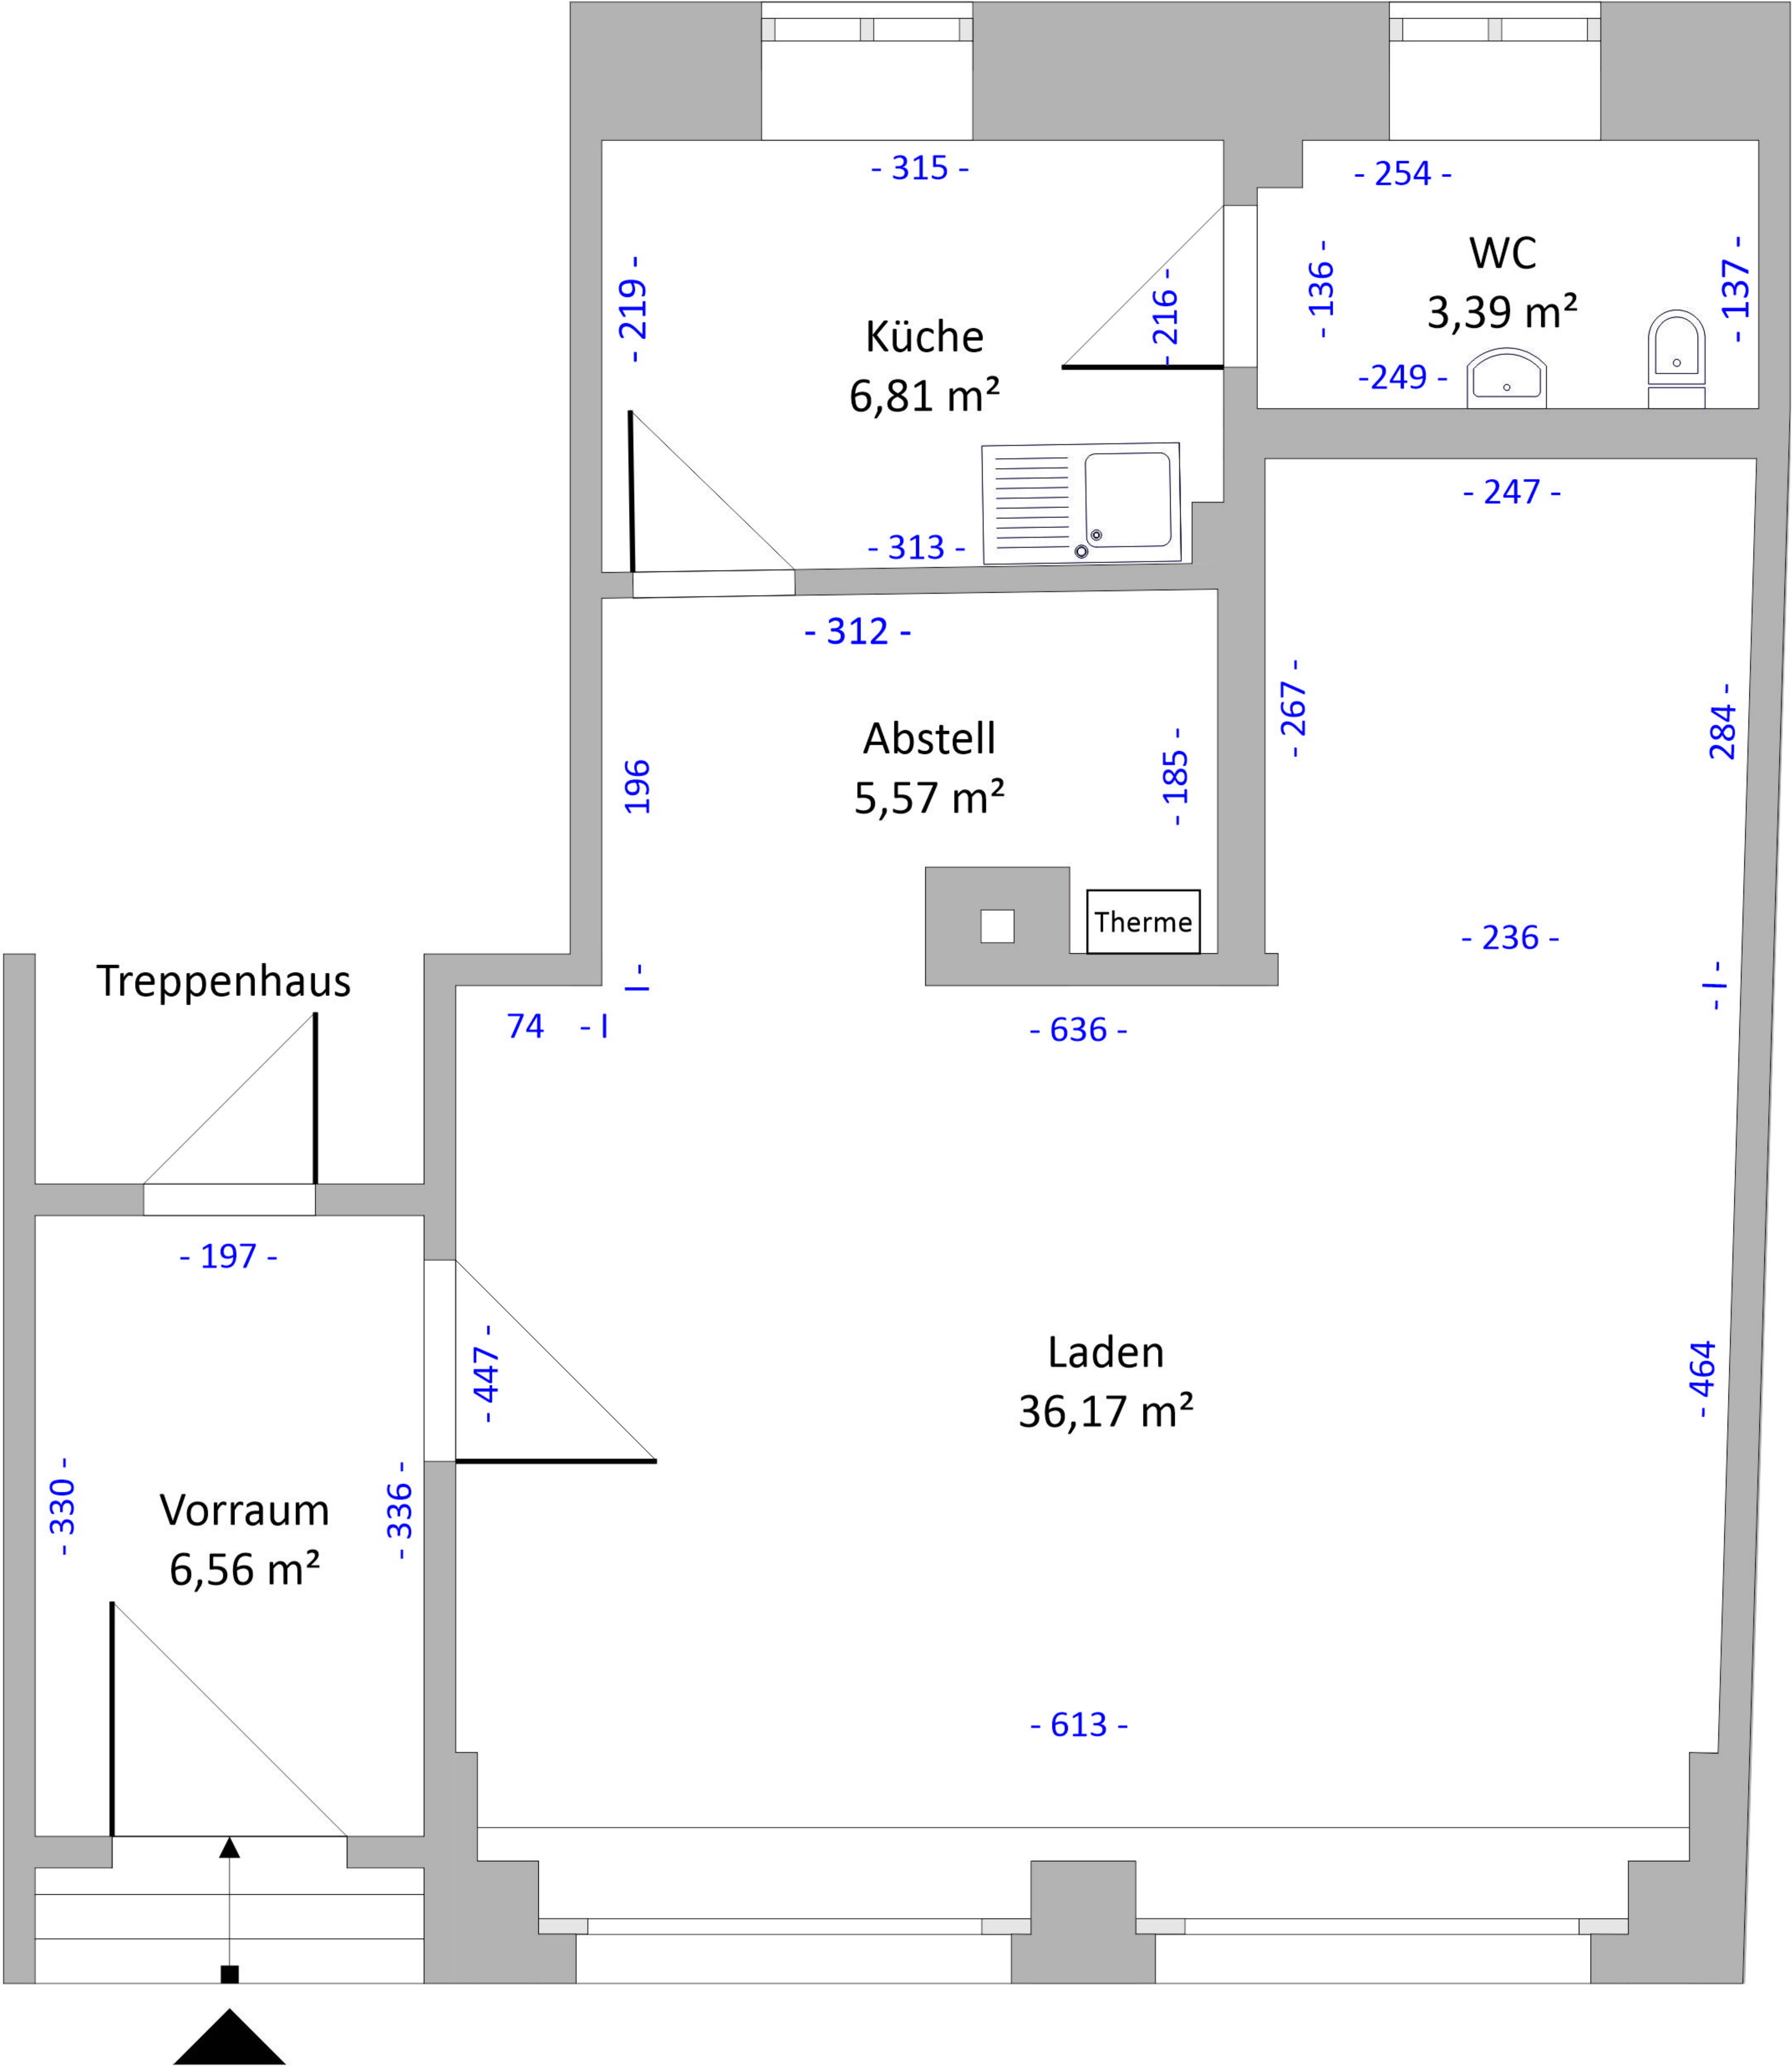 - 315 -
- 254 -
- 219 -
- 216 -
- 136 -
WC
3,39 m²
- 137 -
Küche
6,81 m²
-249 -
- 247 -
- 313 -
- 312 -
- 267 -
284 -
Abstell
5,57 m²
196
- 185 -
Therme
- 236 -
Treppenhaus
I -
- I -
74 - I
- 636 -
- 197 -
- 447 -
Laden
36,17 m²
- 464
- 330 -
Vorraum
6,56 m²
- 336 -
- 613 -